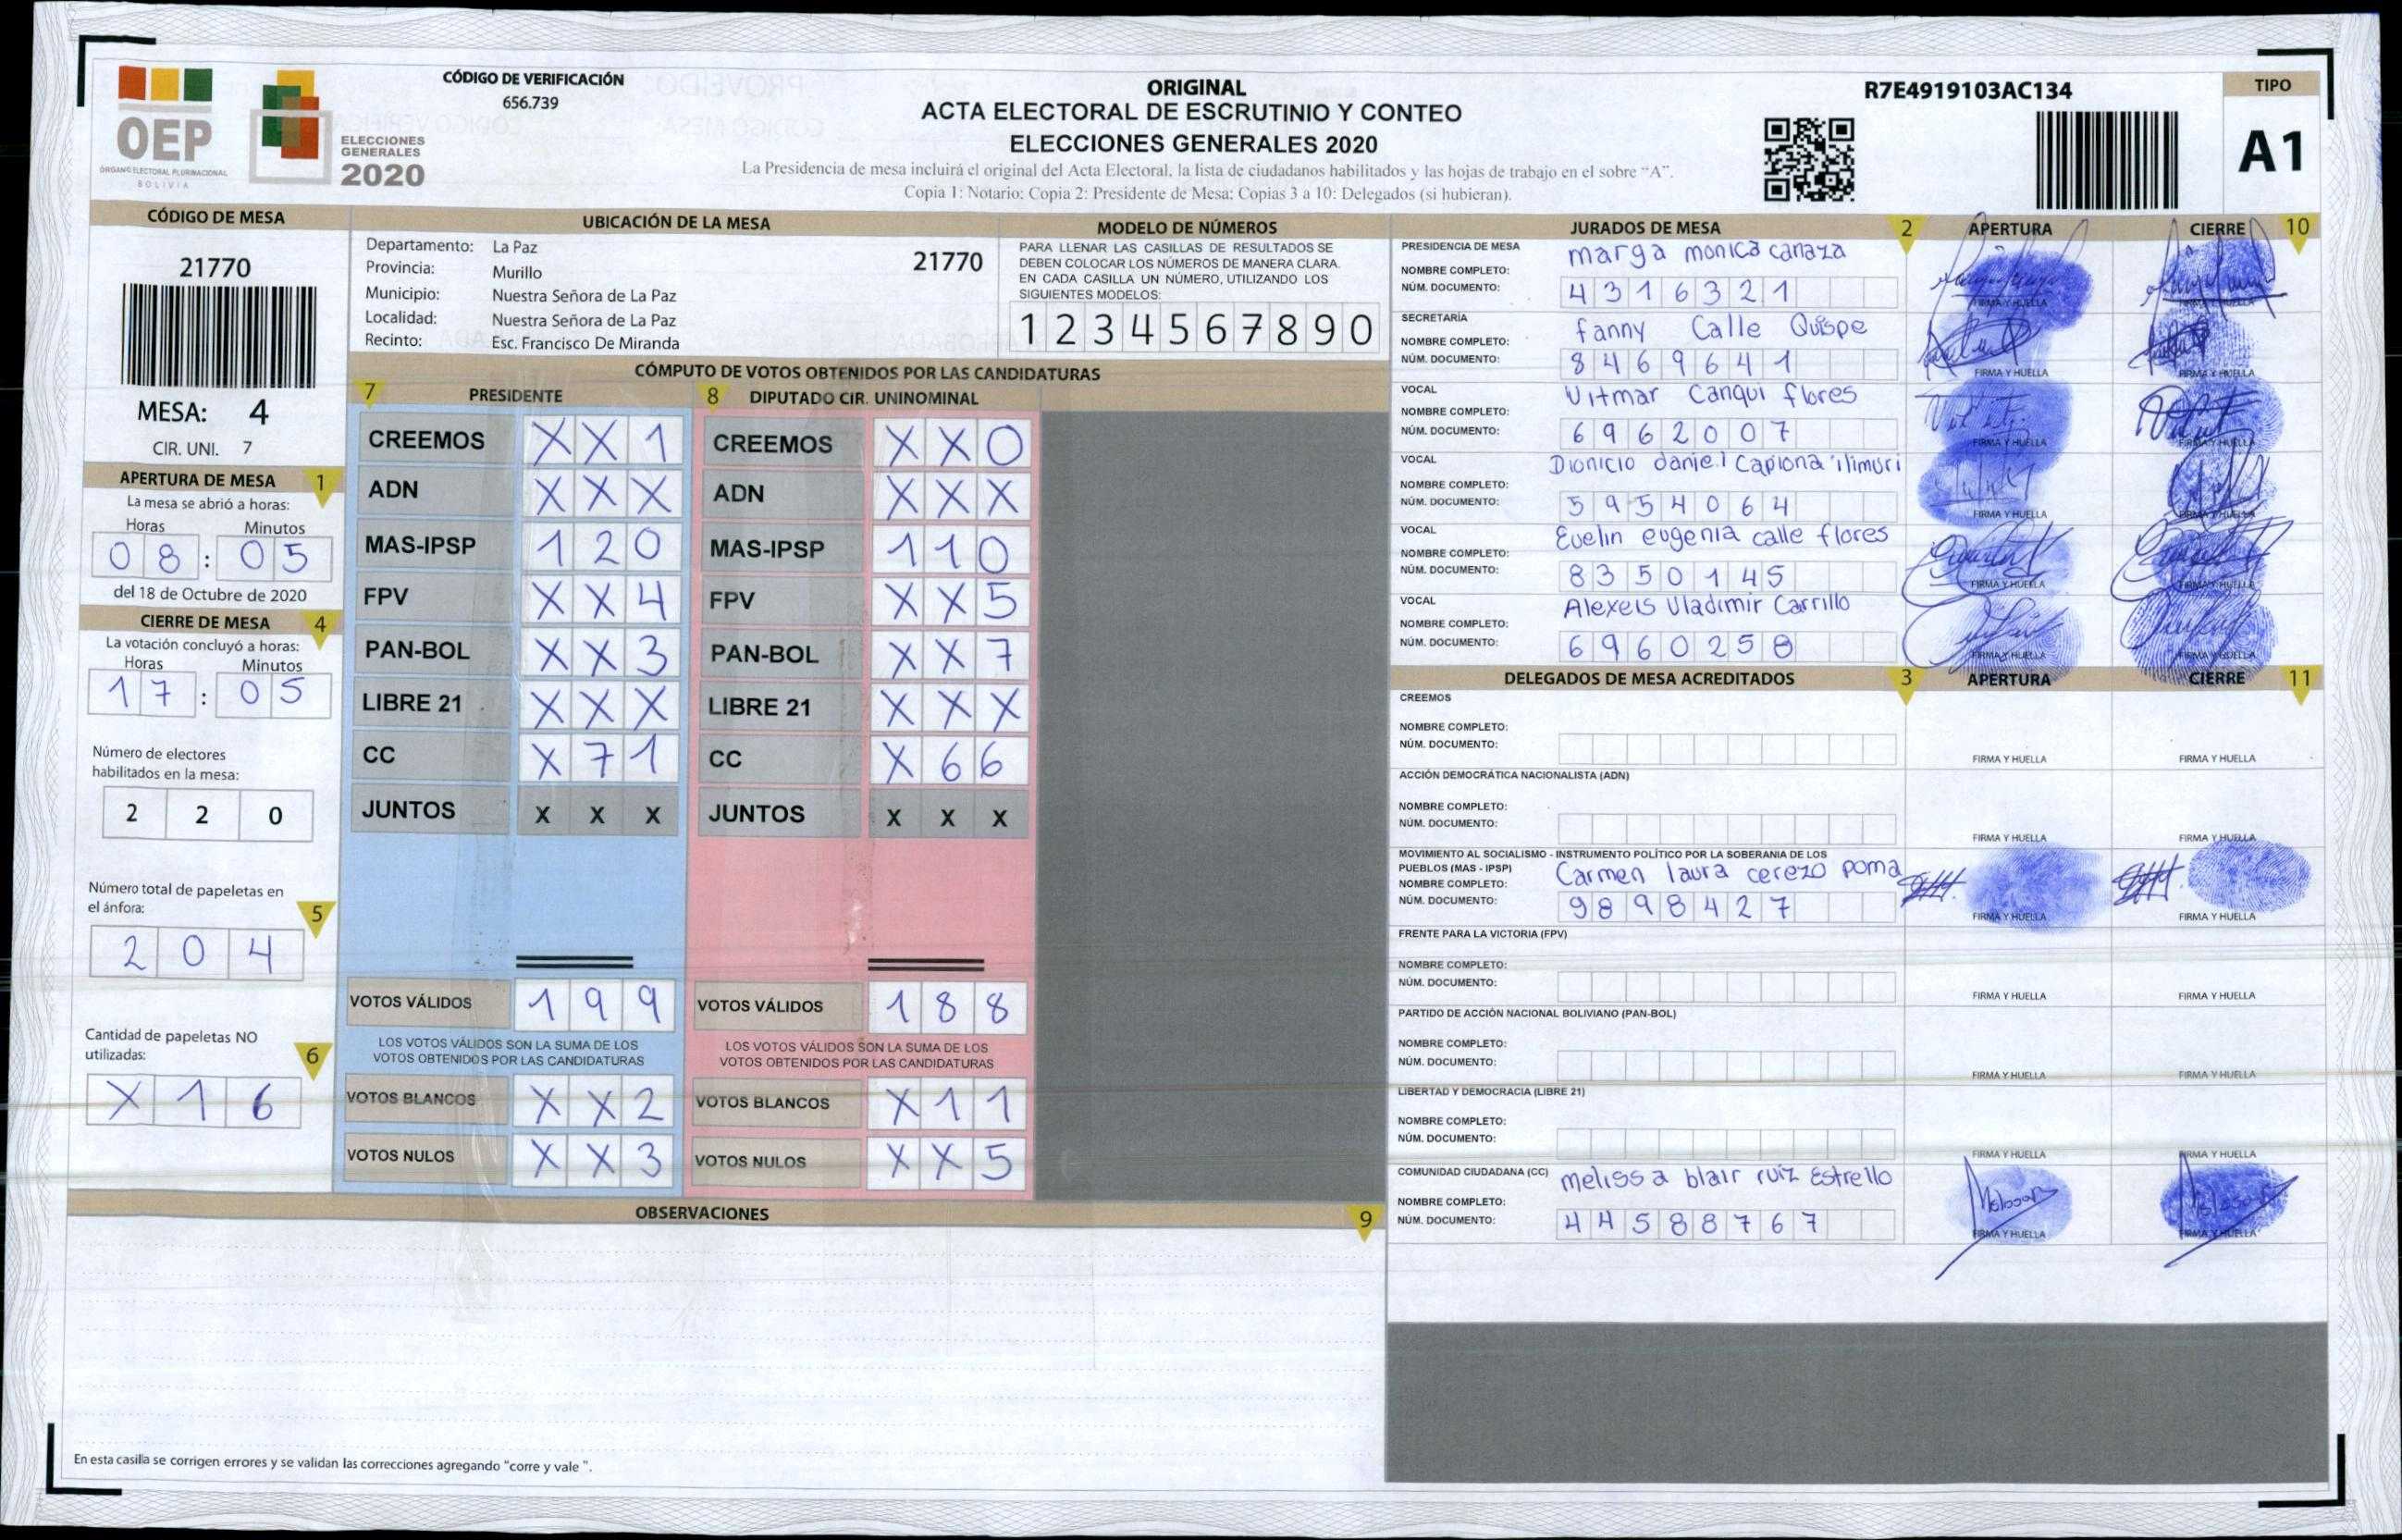 CÓDIGO DE VERIFICACIÓN
656.739
OEP
ÓRGANO ELECTORAL PLURINACIONAL
BOLIVIA
ELECCIONES
GENERALES
2020
ORIGINAL
ACTA ELECTORAL DE ESCRUTINIO Y CONTEO
ELECCIONES GENERALES 2020
La Presidencia de mesa incluirá el original del Acta Electoral, la lista de ciudadanos habilitados y las hojas de trabajo en el sobre "A".
Copia 1: Notario; Copia 2: Presidente de Mesa; Copias 3 a 10: Delegados (si hubieran).
R7E4919103AC134
TIPO
A1
CÓDIGO DE MESA
21770
MESA: 4
CIR. UNI. 7
APERTURA DE MESA 1
La mesa se abrió a horas:
Horas Minutos
08 : 05
del 18 de Octubre de 2020
CIERRE DE MESA 4
La votación concluyó a horas:
Horas Minutos
17 : 05
Número de electores
habilitados en la mesa:
2 2 0
Número total de papeletas en
el ánfora: 5
2 0 4
Cantidad de papeletas NO
utilizadas: 6
X 1 6
UBICACIÓN DE LA MESA
Departamento: La Paz
Provincia: Murillo
Municipio: Nuestra Señora de La Paz
Localidad: Nuestra Señora de La Paz
Recinto: Esc. Francisco De Miranda
21770
MODELO DE NÚMEROS
PARA LLENAR LAS CASILLAS DE RESULTADOS SE
DEBEN COLOCAR LOS NÚMEROS DE MANERA CLARA.
EN CADA CASILLA UN NÚMERO, UTILIZANDO LOS
SIGUIENTES MODELOS:
1 2 3 4 5 6 7 8 9 0
CÓMPUTO DE VOTOS OBTENIDOS POR LAS CANDIDATURAS
7 PRESIDENTE 8 DIPUTADO CIR. UNINOMINAL
CREEMOS X X 1 CREEMOS X X 0
ADN X X X ADN X X X
MAS-IPSP 1 2 0 MAS-IPSP 1 1 0
FPV X X 4 FPV X X 5
PAN-BOL X X 3 PAN-BOL X X 7
LIBRE 21 X X X LIBRE 21 X X X
CC X 7 1 CC X 6 6
JUNTOS X X X JUNTOS X X X
VOTOS VÁLIDOS 1 9 9 VOTOS VÁLIDOS 1 8 8
LOS VOTOS VÁLIDOS SON LA SUMA DE LOS LOS VOTOS VÁLIDOS SON LA SUMA DE LOS
VOTOS OBTENIDOS POR LAS CANDIDATURAS VOTOS OBTENIDOS POR LAS CANDIDATURAS
VOTOS BLANCOS X X 2 VOTOS BLANCOS X 1 1
VOTOS NULOS X X 3 VOTOS NULOS X X 5
OBSERVACIONES 9
En esta casilla se corrigen errores y se validan las correcciones agregando "corre y vale ".
JURADOS DE MESA 2 APERTURA CIERRE 10
PRESIDENCIA DE MESA
NOMBRE COMPLETO: marga monica canaza
NÚM. DOCUMENTO: 4316321
FIRMA Y HUELLA FIRMA Y HUELLA
SECRETARÍA
NOMBRE COMPLETO: fanny Calle Quispe
NÚM. DOCUMENTO: 8469641
FIRMA Y HUELLA FIRMA Y HUELLA
VOCAL
NOMBRE COMPLETO: Vitmar Canqui flores
NÚM. DOCUMENTO: 6962007
FIRMA Y HUELLA FIRMA Y HUELLA
VOCAL
NOMBRE COMPLETO: Dionicio daniel
NÚM. DOCUMENTO: 5954064
FIRMA Y HUELLA FIRMA Y HUELLA
VOCAL
NOMBRE COMPLETO: Evelin eugenia calle flores
NÚM. DOCUMENTO: 8350145
FIRMA Y HUELLA FIRMA Y HUELLA
VOCAL
NOMBRE COMPLETO: Alexeis Vladimir Carrillo
NÚM. DOCUMENTO: 6960258
FIRMA Y HUELLA FIRMA Y HUELLA
DELEGADOS DE MESA ACREDITADOS 3 APERTURA CIERRE 11
CREEMOS
NOMBRE COMPLETO:
NÚM. DOCUMENTO:
FIRMA Y HUELLA FIRMA Y HUELLA
ACCIÓN DEMOCRÁTICA NACIONALISTA (ADN)
NOMBRE COMPLETO:
NÚM. DOCUMENTO:
FIRMA Y HUELLA FIRMA Y HUELLA
MOVIMIENTO AL SOCIALISMO - INSTRUMENTO POLÍTICO POR LA SOBERANIA DE LOS
PUEBLOS (MAS - IPSP)
NOMBRE COMPLETO: Carmen laura cerezo poma
NÚM. DOCUMENTO: 9898427
FIRMA Y HUELLA FIRMA Y HUELLA
FRENTE PARA LA VICTORIA (FPV)
NOMBRE COMPLETO:
NÚM. DOCUMENTO:
FIRMA Y HUELLA FIRMA Y HUELLA
PARTIDO DE ACCIÓN NACIONAL BOLIVIANO (PAN-BOL)
NOMBRE COMPLETO:
NÚM. DOCUMENTO:
FIRMA Y HUELLA FIRMA Y HUELLA
LIBERTAD Y DEMOCRACIA (LIBRE 21)
NOMBRE COMPLETO:
NÚM. DOCUMENTO:
FIRMA Y HUELLA FIRMA Y HUELLA
COMUNIDAD CIUDADANA (CC)
NOMBRE COMPLETO: melissa blair ruiz Estrello
NÚM. DOCUMENTO: 44588767
FIRMA Y HUELLA FIRMA Y HUELLA